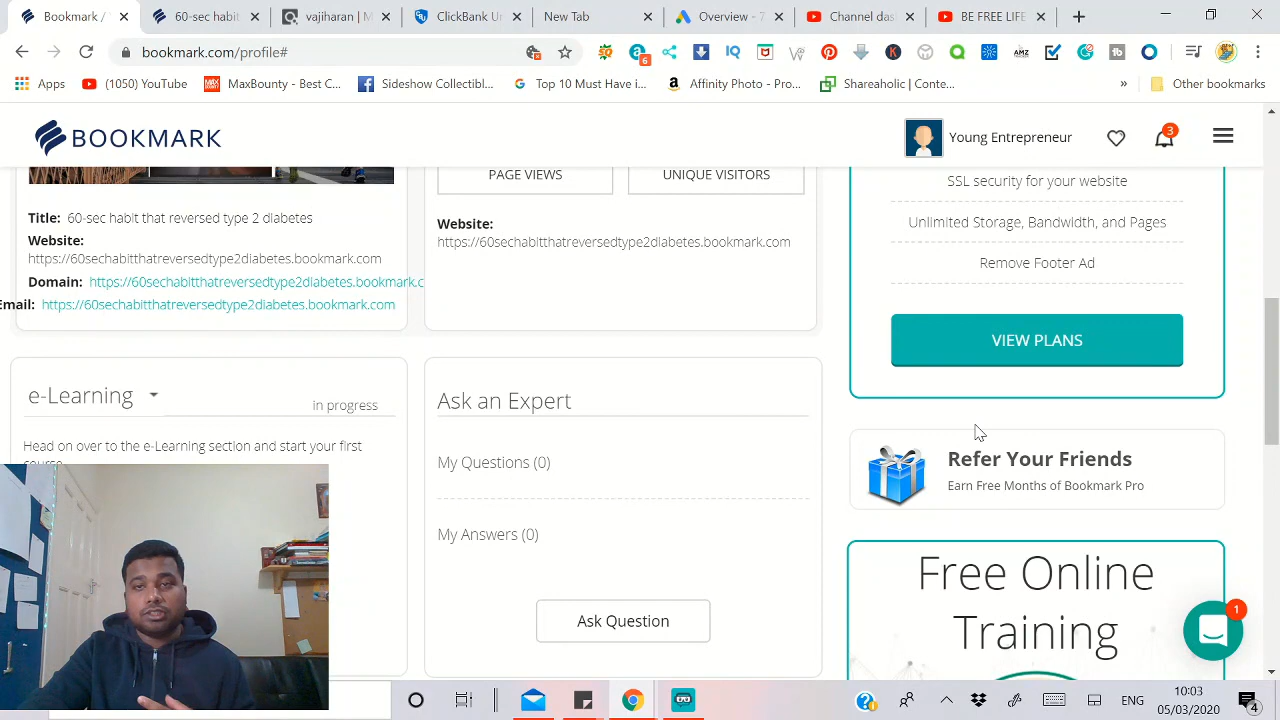 Bookmark
60-second
vajiharan | M
ClickBank Un
New Tab
Overview - 7
Channel das
BE FREE LIFE
bookmark.com/profile#
6
Apps
(1050) YouTube
MaxBounty - Best C...
Sideshow Collectibl...
Top 10 Must Have i...
Affinity Photo - Pro...
Shareaholic | Conte...
»
Other bookmarks
BOOKMARK
Young Entrepreneur
3
PAGE VIEWS
UNIQUE VISITORS
SSL security for your website
Title: 60-sec habit that reversed type 2 diabetes
Website:
https://60sechabitthatreversedtype2diabetes.bookmark.com
Domain: https://60sechabitthatreversedtype2diabetes.bookmark.c
Email: https://60sechabitthatreversedtype2diabetes.bookmark.com
Website:
https://60sechabitthatreversedtype2diabetes.bookmark.com
Unlimited Storage, Bandwidth, and Pages
Remove Footer Ad
VIEW PLANS
e-Learning
in progress
Head on over to the e-Learning section and start your first
Ask an Expert
My Questions (0)
My Answers (0)
Ask Question
Refer Your Friends
Earn Free Months of Bookmark Pro
Free Online
Training
1
ENG
10:03
05/03/2020
4